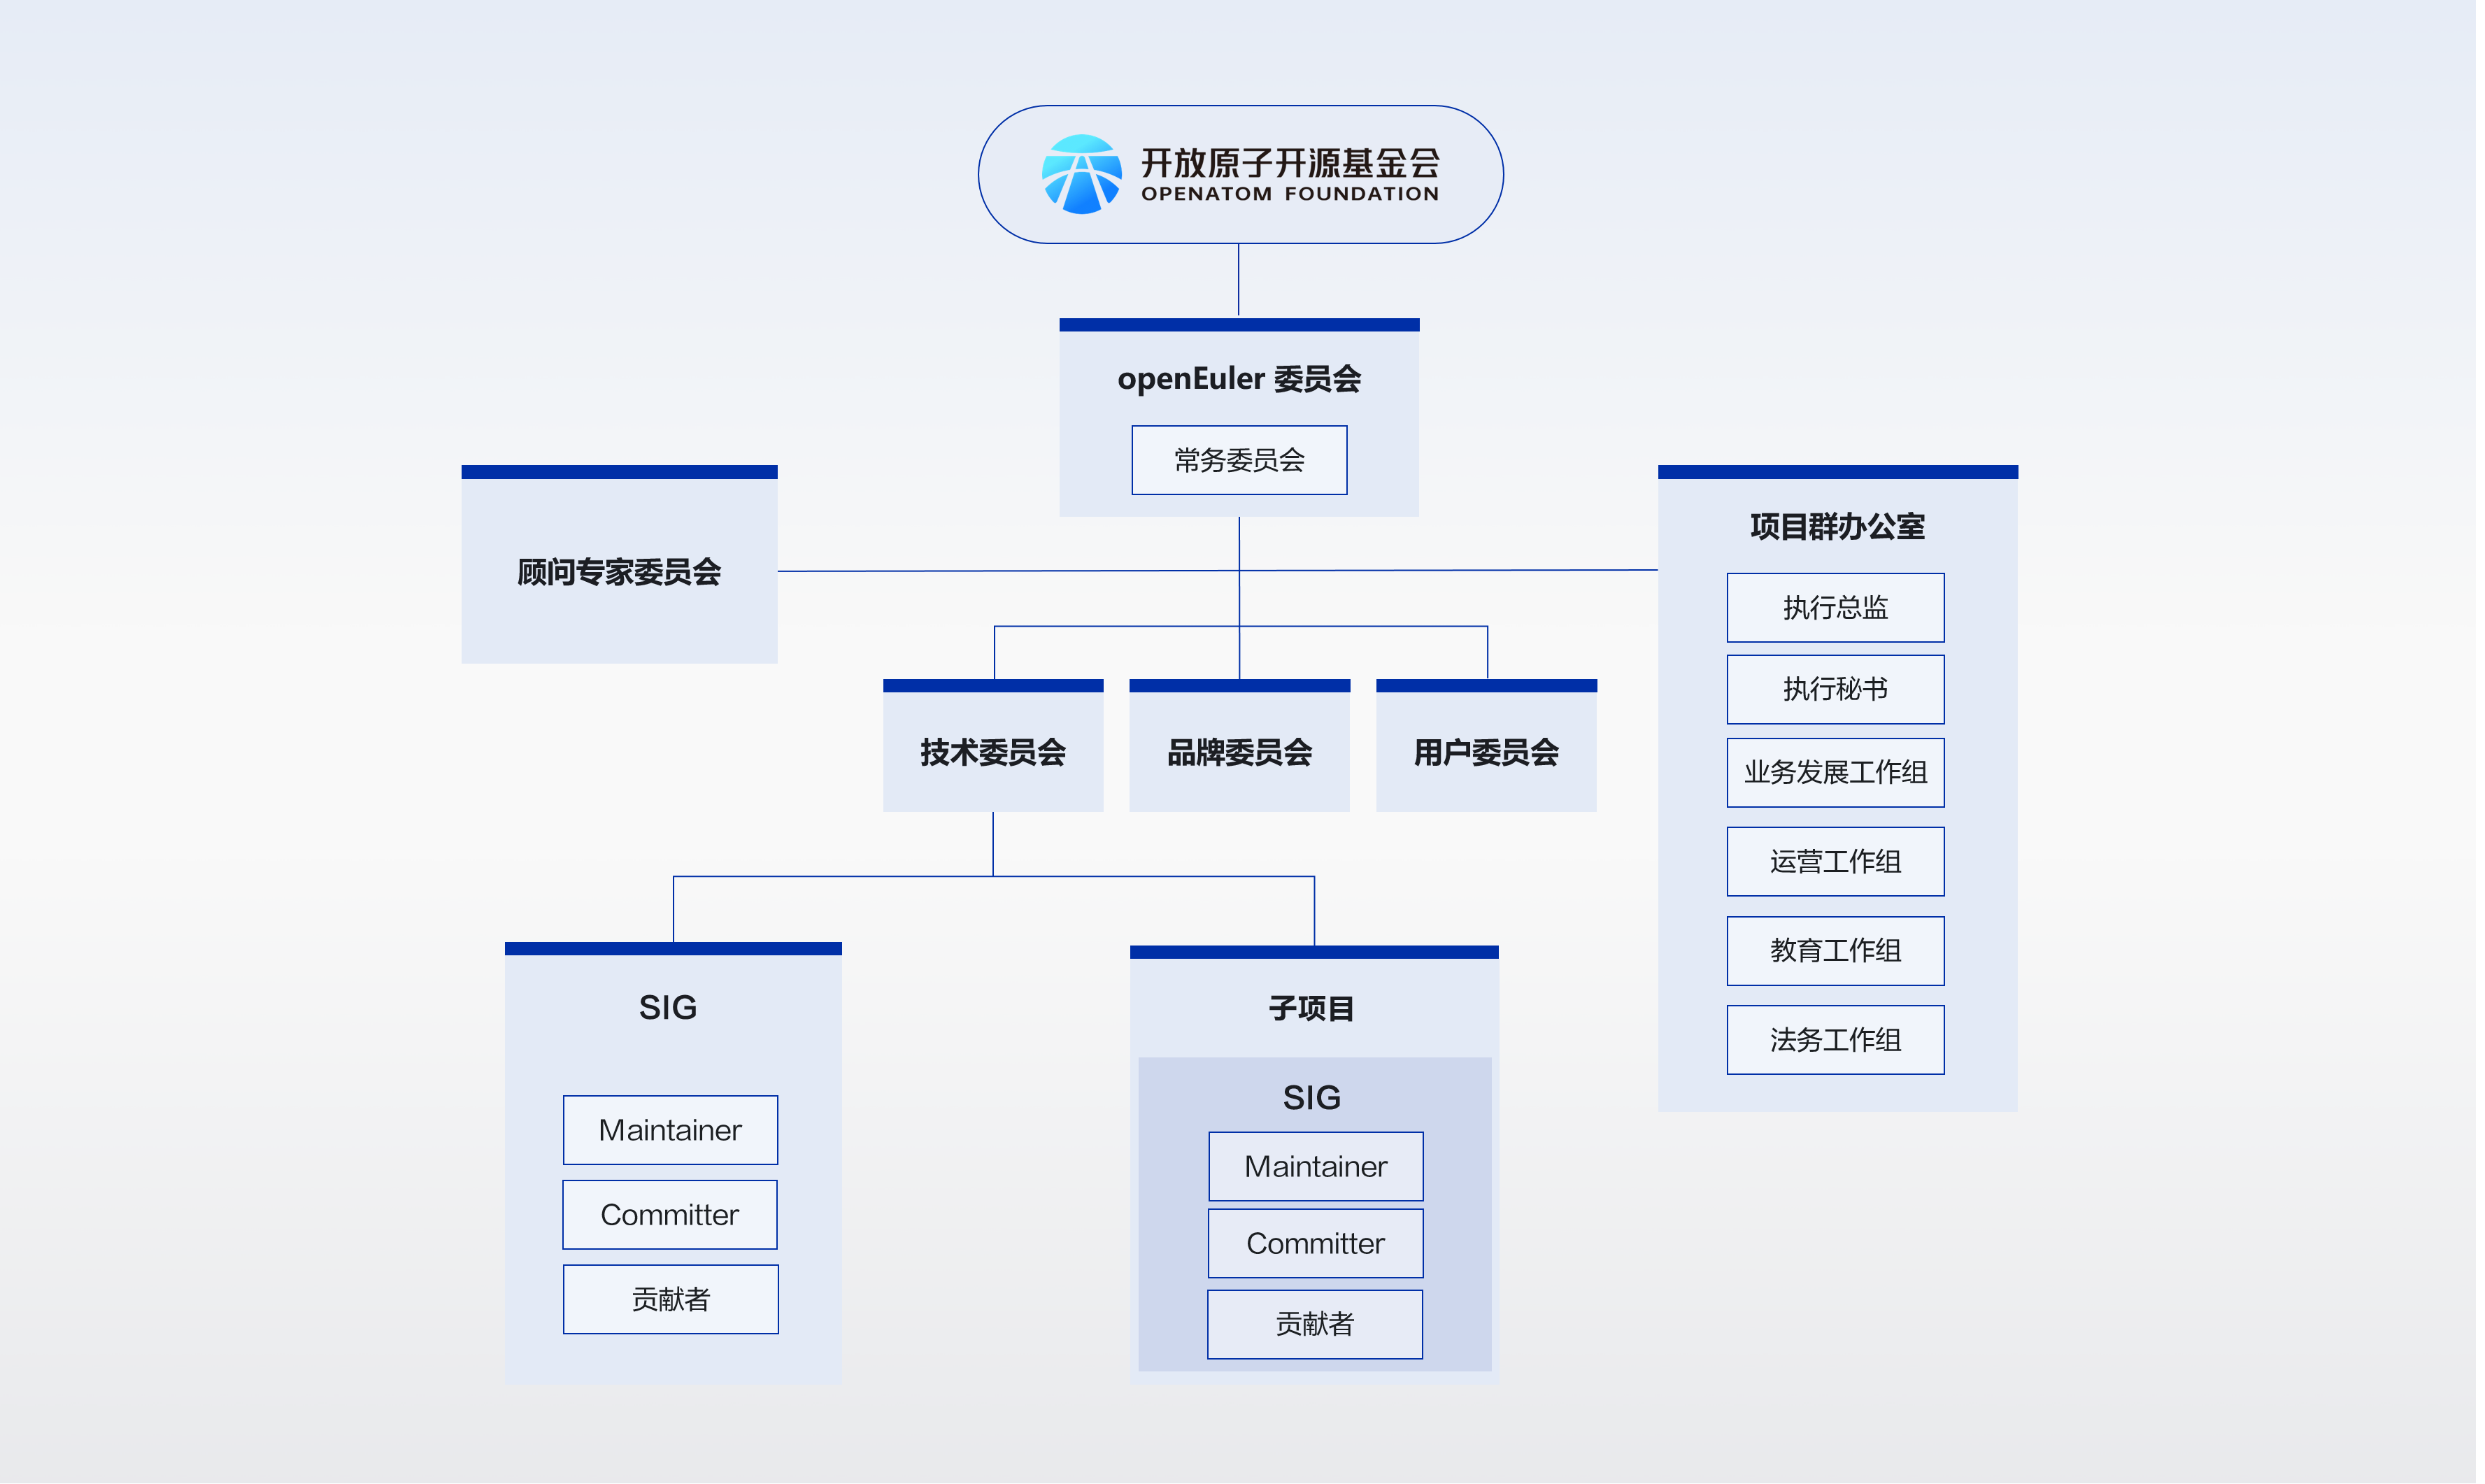 开放原子开源基金会
OPENATOM FOUNDATION
openEuler 委员会
常务委员会
顾问专家委员会
项目群办公室
执行总监
执行秘书
业务发展工作组
运营工作组
教育工作组
法务工作组
技术委员会
品牌委员会
用户委员会
SIG
Maintainer
Committer
贡献者
子项目
SIG
Maintainer
Committer
贡献者